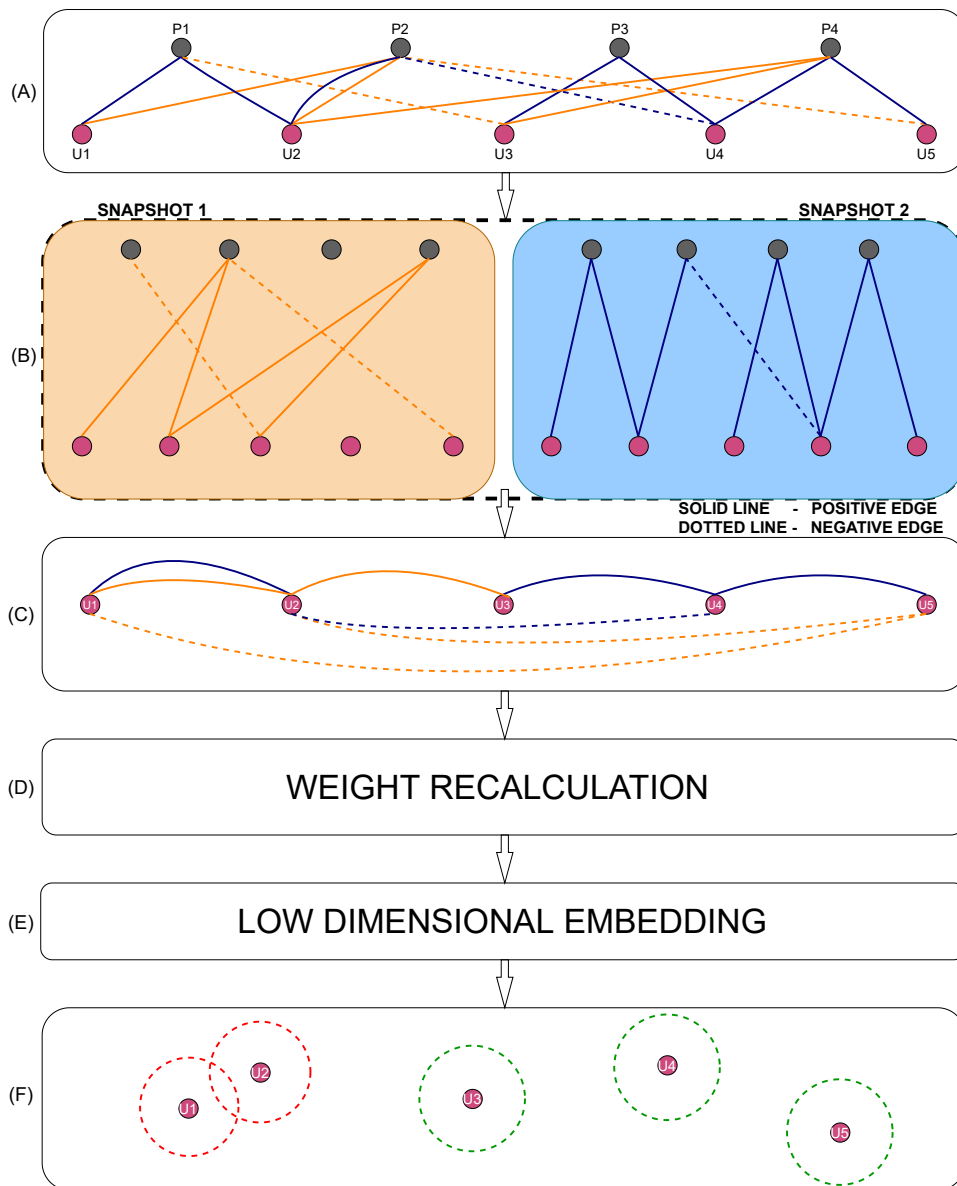 P1 P2 P3 P4
(A)
U1 U2 U3 U4 U5
SNAPSHOT 1 SNAPSHOT 2
(B)
SOLID LINE - POSITIVE EDGE
DOTTED LINE - NEGATIVE EDGE
(C)
U1 U2 U3 U4 U5
(D)
WEIGHT RECALCULATION
(E)
LOW DIMENSIONAL EMBEDDING
(F)
U1 U2 U3 U4 U5